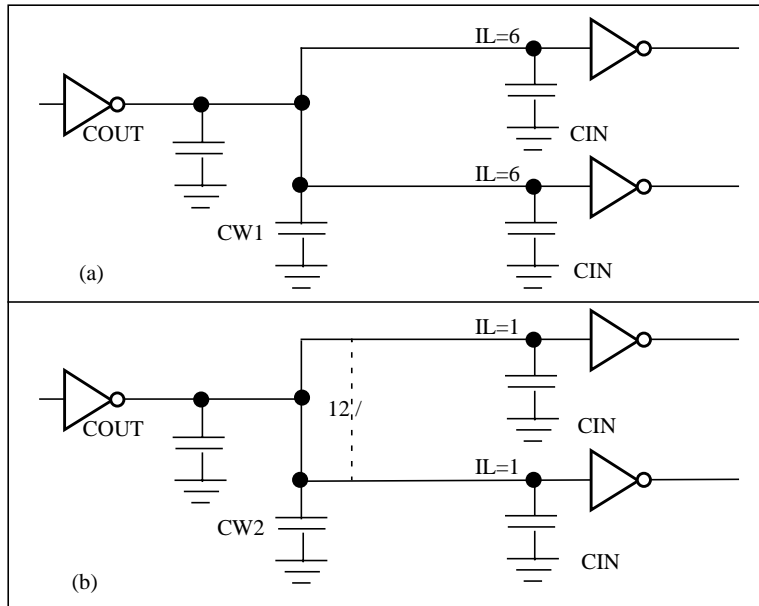 IL=6
COUT
CIN
IL=6
CW1
CIN
(a)
IL=1
12 /
COUT
CIN
IL=1
CW2
CIN
(b)